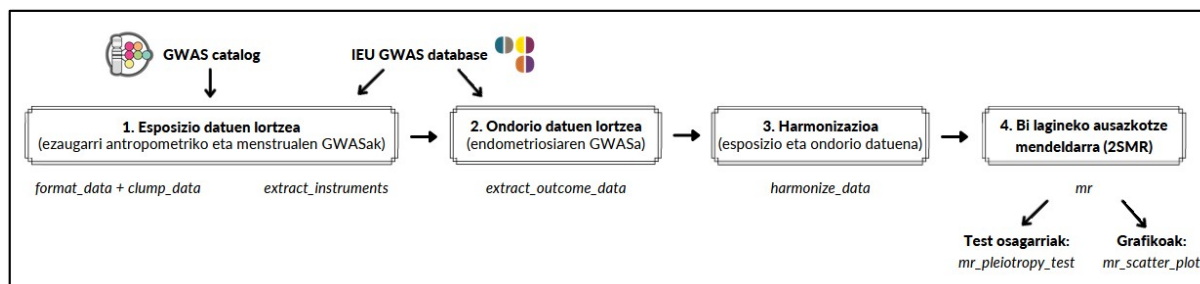 GWAS catalog
IEU GWAS database
1. Esposizio datuen lortzea
(ezaugarri antropometriko eta menstrualen GWASak)
format_data + clump_data
extract_instruments
2. Ondorio datuen lortzea
(endometriosiaren GWASa)
extract_outcome_data
3. Harmonizazioa
(esposizio eta ondorio datuena)
harmonize_data
4. Bi lagineko ausazkotze
mendeldarra (2SMR)
mr
Test osagarriak:
mr_pleiotropy_test
Grafikoak:
mr_scatter_plot